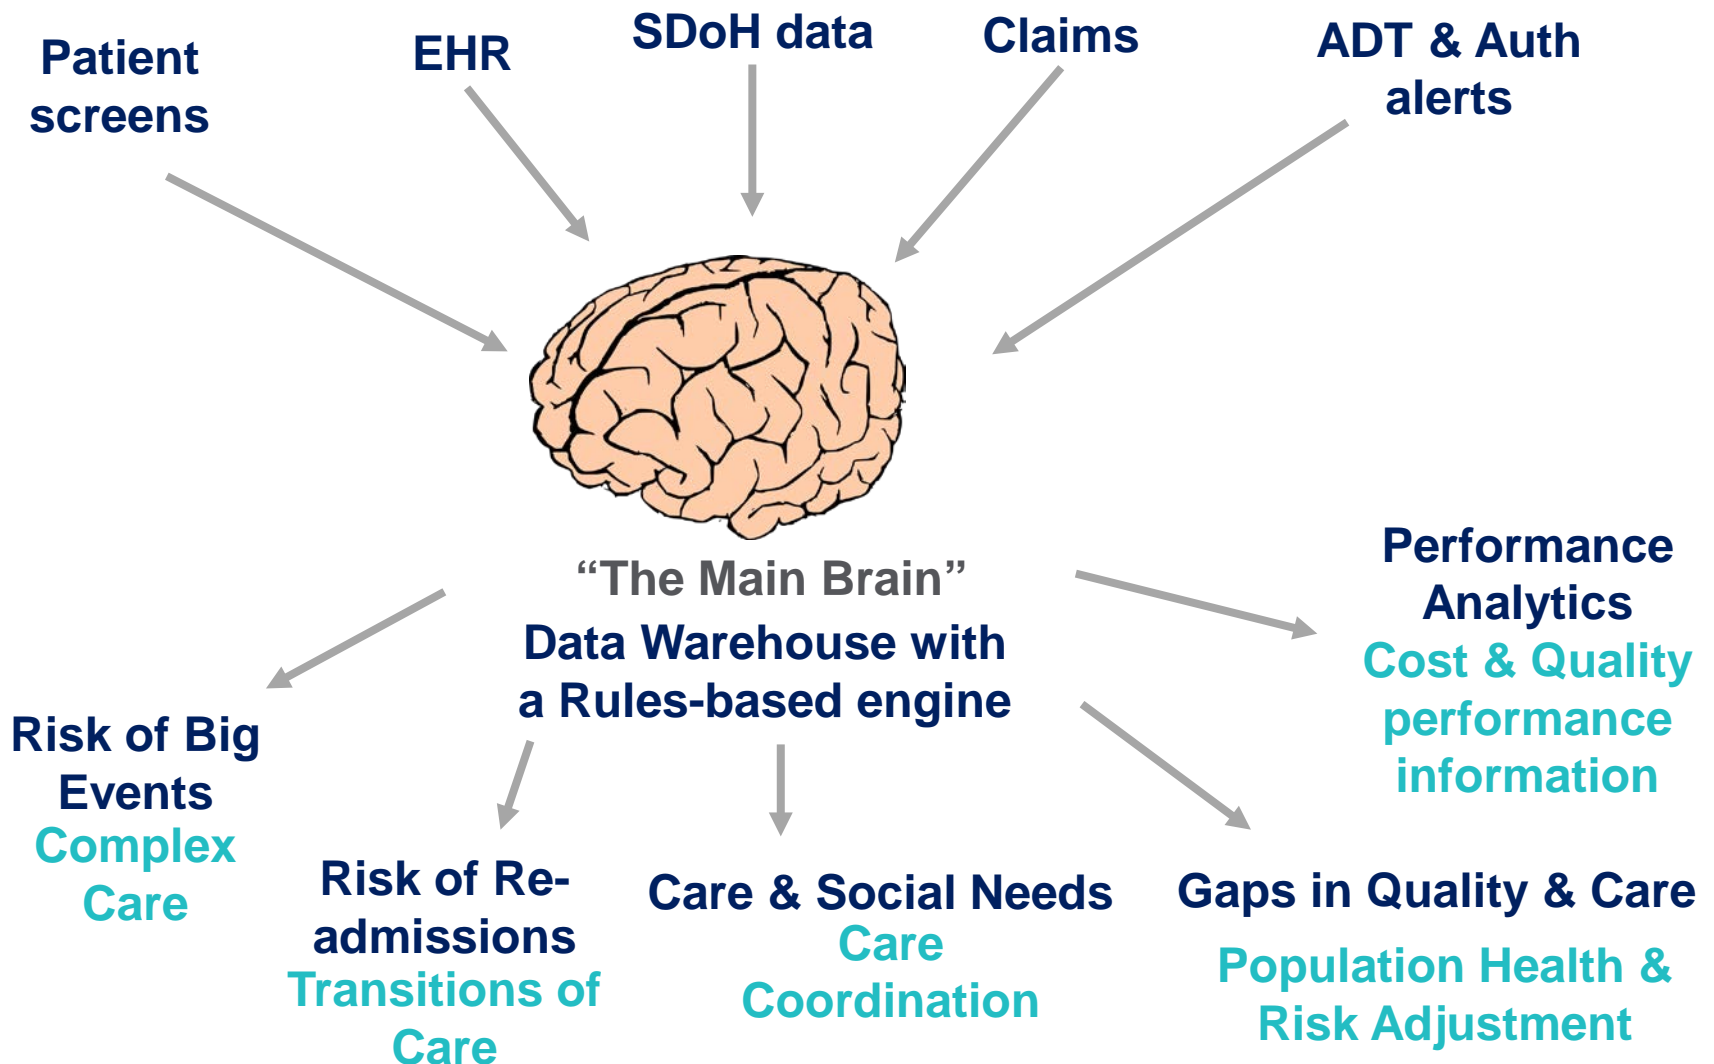 Patient
screens
EHR
SDoH data
Claims
ADT & Auth
alerts
“The Main Brain”
Data Warehouse with
a Rules-based engine
Risk of Big
Events
Complex
Care
Risk of Re-
admissions
Transitions of
Care
Care & Social Needs
Care
Coordination
Gaps in Quality & Care
Population Health &
Risk Adjustment
Performance
Analytics
Cost & Quality
performance
information